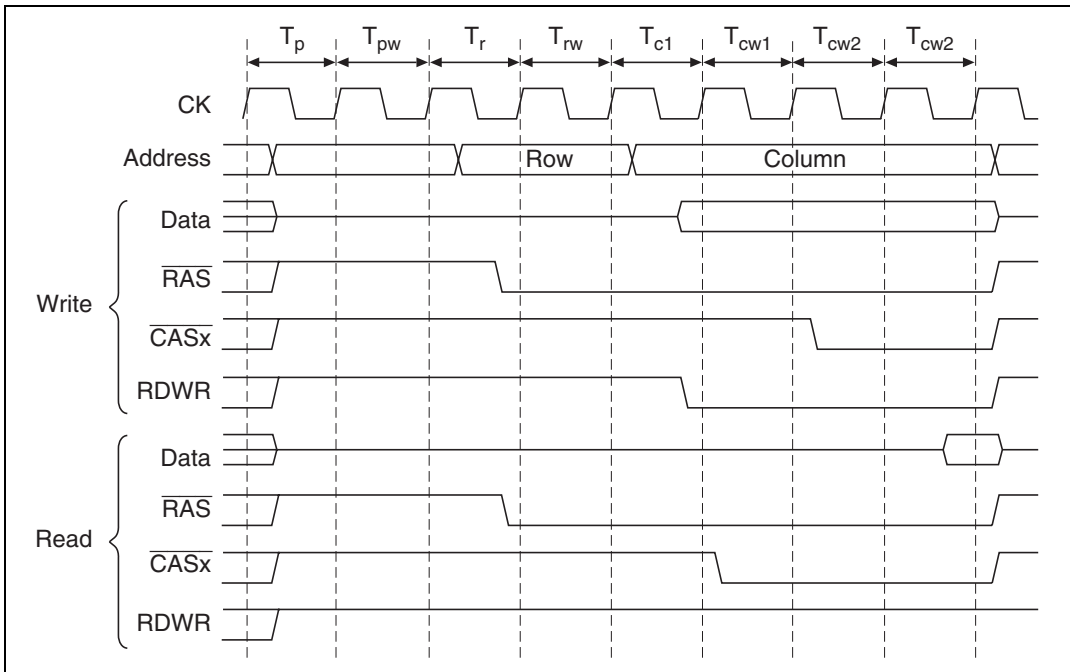 Tp Tpw Tr Trw Tc1 Tcw1 Tcw2 Tcw2
CK
Address Row Column
Write
Data
RAS
CASx
RDWR
Read
Data
RAS
CASx
RDWR